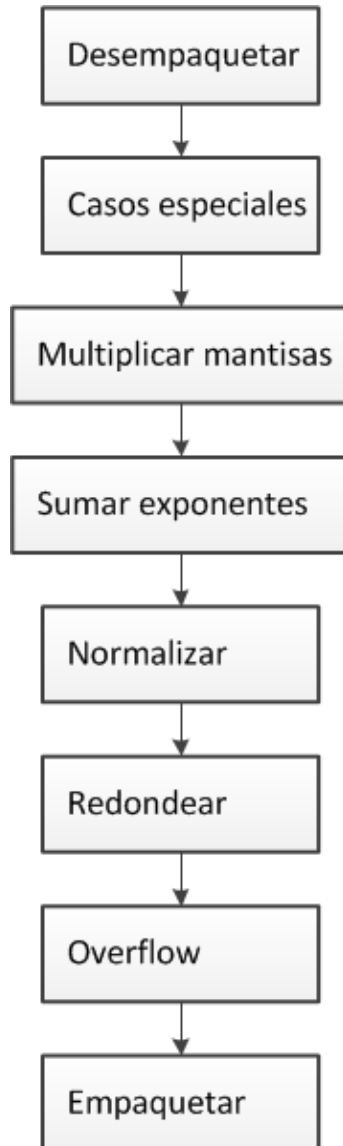 Desempaquetar
Casos especiales
Multiplicar mantisas
Sumar exponentes
Normalizar
Redondear
Overflow
Empaquetar